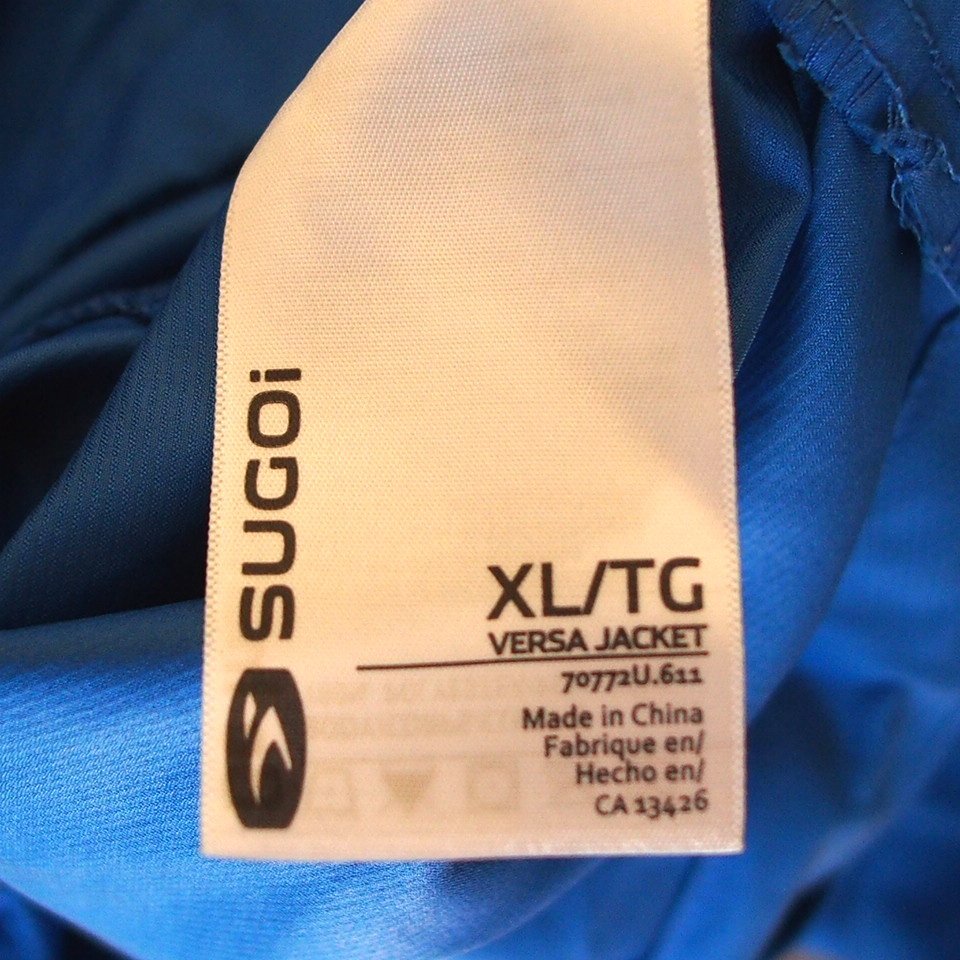 SUGOi
XL/TG
VERSA JACKET
70772U.611
Made in China
Fabrique en/
Hecho en/
CA 13426